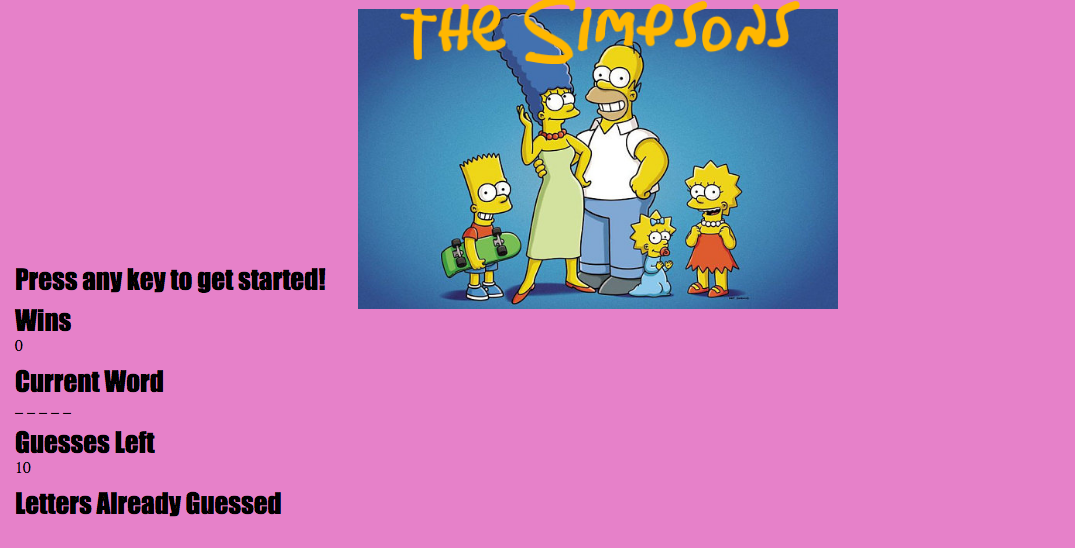 THE SIMPSONS
Press any key to get started!
Wins
0
Current Word
_ _ _ _ _
Guesses Left
10
Letters Already Guessed